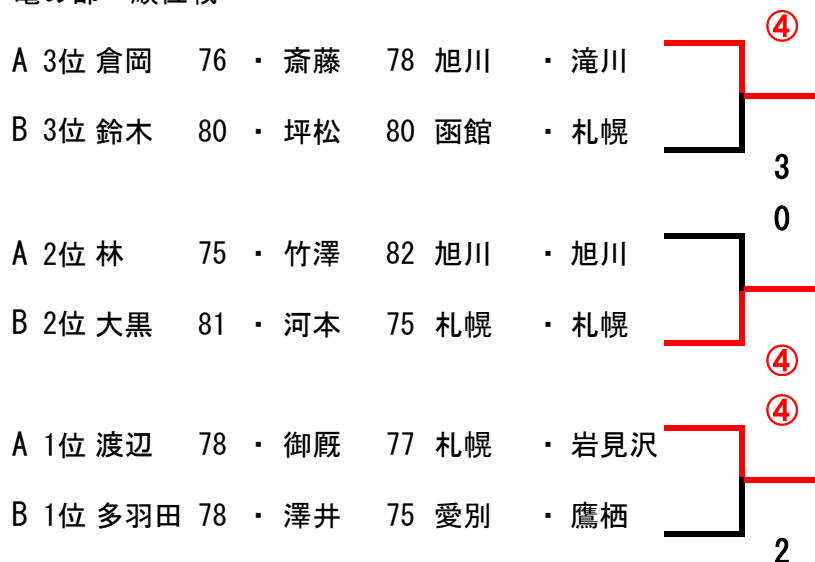 ④
A 3位 倉岡 76 ・ 斎藤 78 旭川 ・ 滝川
B 3位 鈴木 80 ・ 坪松 80 函館 ・ 札幌
3
0
A 2位 林 75 ・ 竹澤 82 旭川 ・ 旭川
B 2位 大黒 81 ・ 河本 75 札幌 ・ 札幌
④
④
A 1位 渡辺 78 ・ 御厩 77 札幌 ・ 岩見沢
B 1位 多羽田 78 ・ 澤井 75 愛別 ・ 鷹栖
2